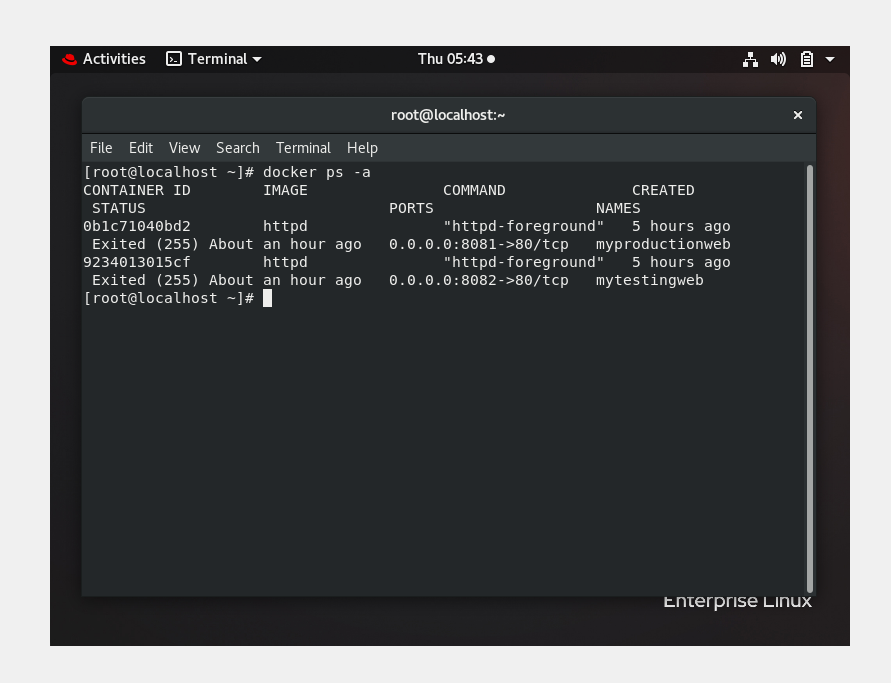 Activities Terminal Thu 05:43
root@localhost:~
File Edit View Search Terminal Help
[root@localhost ~]# docker ps -a
CONTAINER ID        IMAGE               COMMAND              CREATED
 STATUS                           PORTS                  NAMES
0b1c71040bd2        httpd               "httpd-foreground"   5 hours ago
 Exited (255) About an hour ago   0.0.0.0:8081->80/tcp   myproductionweb
9234013015cf        httpd               "httpd-foreground"   5 hours ago
 Exited (255) About an hour ago   0.0.0.0:8082->80/tcp   mytestingweb
[root@localhost ~]#
Enterprise Linux